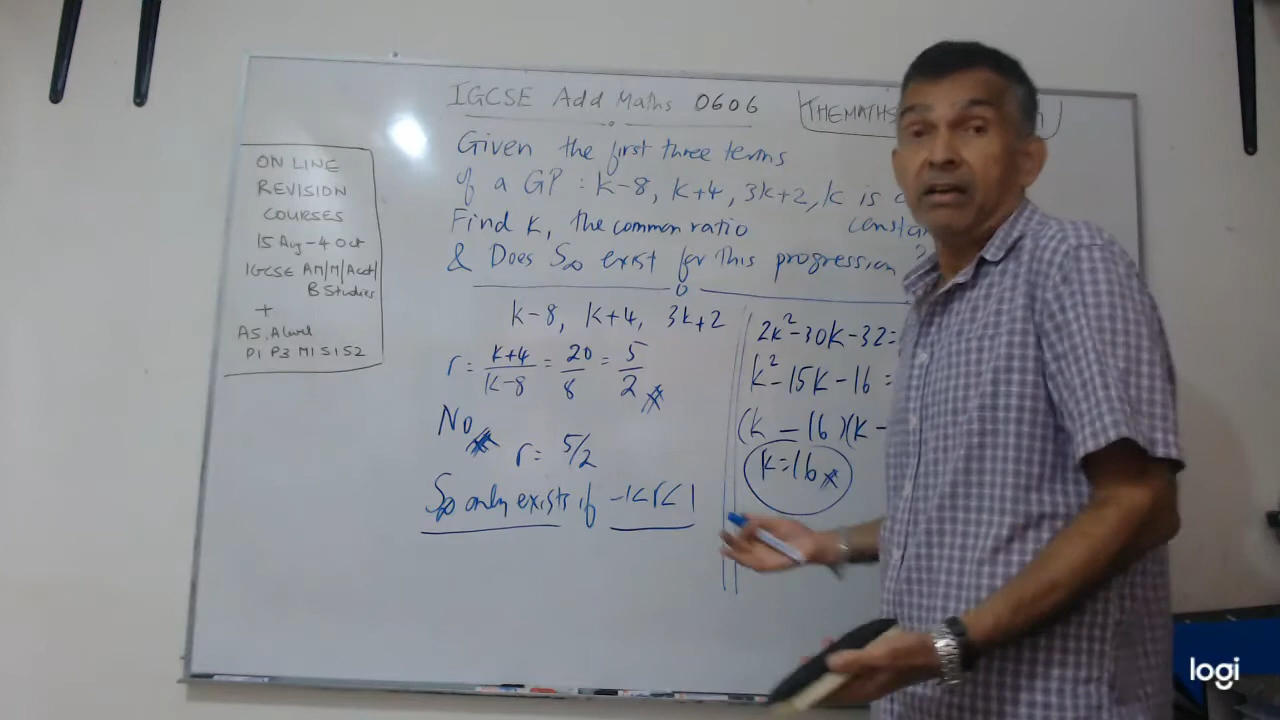 IGCSE Add Maths 0606
THEMATHS
Given the first three terms
of a GP : k-8, k+4, 3k+2, k is
Find k, the common ratio
& Does S∞ exist for this progression ?
ON LINE
REVISION
COURSES
15 Aug - 4 Oct
IGCSE AM/M/Acct/
B Studies
+
AS, A level
P1 P3 M1 S1 S2
k-8, k+4, 3k+2
r = k+4/k-8 = 20/8 = 5/2
No
r = 5/2
S∞ only exists if -1<r<1
2k²-30k-32=
k²-15k-16=
(k-16)(k-
k=16
logi